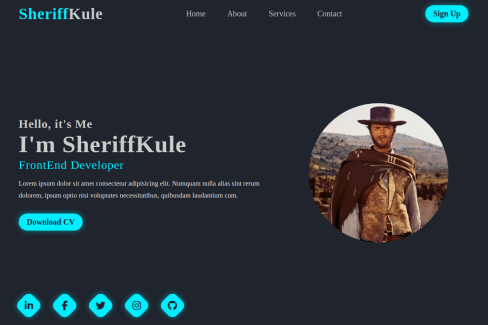 SheriffKule
Home
About
Services
Contact
Sign Up
Hello, it's Me
I'm SheriffKule
FrontEnd Developer
Lorem ipsum dolor sit amet consectetur adipisicing elit. Numquam nulla alias sint rerum
dolorem, ipsum optio nisi voluptates necessitatibus, quibusdam laudantium cum.
Download CV